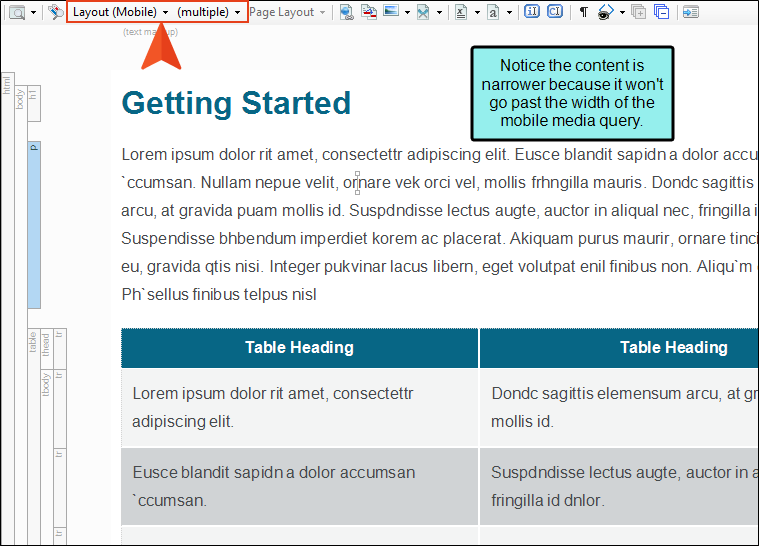 Layout (Mobile) (multiple) Page Layout
Notice the content is
narrower because it won't
go past the width of the
mobile media query.
html
body
h1
p
table
thead
tr
tbody
tr
tr
tr
Getting Started
Lorem ipsum dolor rit amet, consectettr adipiscing elit. Eusce blandit sapidn a dolor accu
`ccumsan. Nullam nepue velit, ornare vek orci vel, mollis frhngilla mauris. Dondc sagittis
arcu, at gravida puam mollis id. Suspdndisse lectus augte, auctor in aliqual nec, fringilla i
Suspendisse bhbendum imperdiet korem ac placerat. Akiquam purus maurir, ornare tinci
eu, gravida qtis nisi. Integer pukvinar lacus libern, eget volutpat enil finibus non. Aliqu`m
Ph`sellus finibus telpus nisl
Table Heading Table Heading
Lorem ipsum dolor rit amet, consectettr
adipiscing elit.
Dondc sagittis elemensum arcu, at gr
mollis id.
Eusce blandit sapidn a dolor accumsan
`ccumsan.
Suspdndisse lectus augte, auctor in a
fringilla id dnlor.